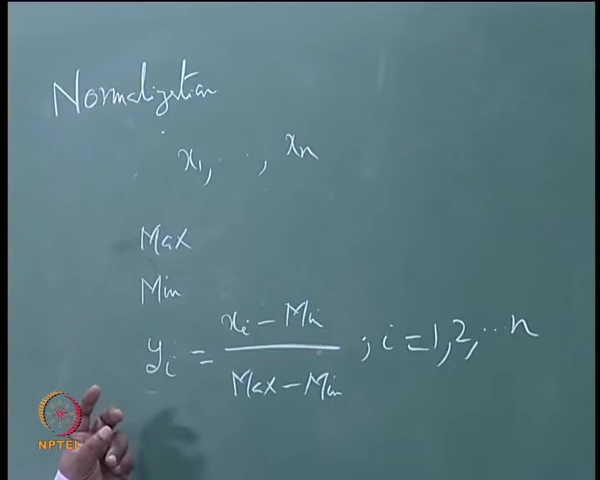 Normalization
x₁, . . , xₙ
Max
Min
yᵢ = (xᵢ – Min) / (Max – Min) ; i = 1, 2, ... n
NPTEL